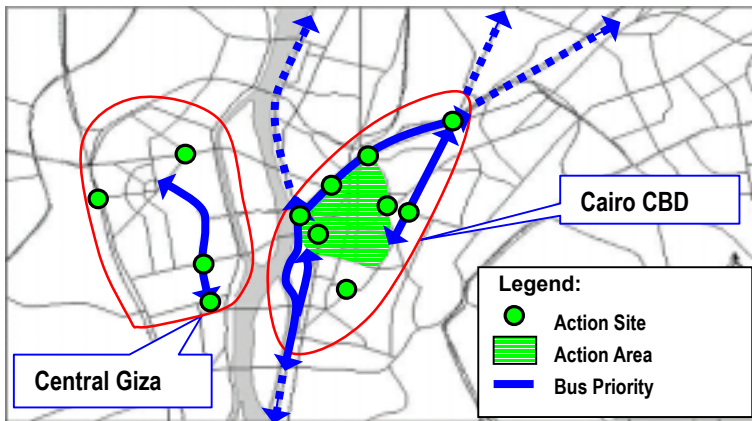 Cairo CBD
Legend:
Action Site
Action Area
Bus Priority
Central Giza